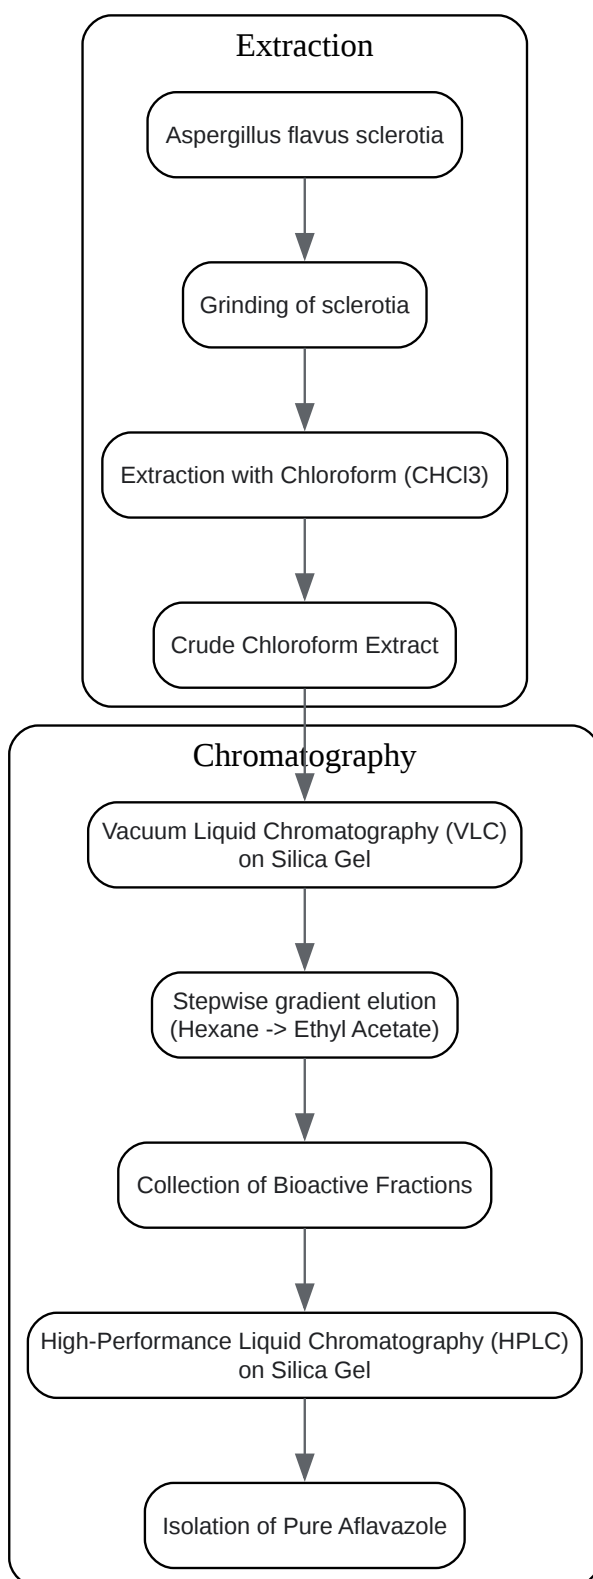 Extraction
Aspergillus flavus sclerotia
Grinding of sclerotia
Extraction with Chloroform (CHCl3)
Crude Chloroform Extract
Chromatography
Vacuum Liquid Chromatography (VLC)
on Silica Gel
Stepwise gradient elution
(Hexane -> Ethyl Acetate)
Collection of Bioactive Fractions
High-Performance Liquid Chromatography (HPLC)
on Silica Gel
Isolation of Pure Aflavazole